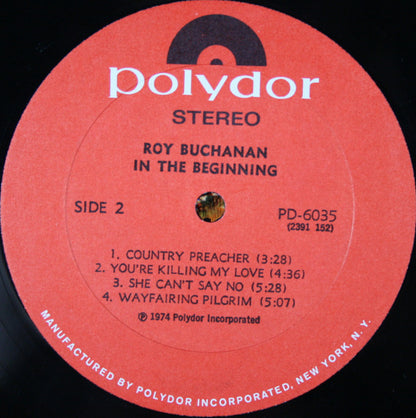 polydor
STEREO
ROY BUCHANAN
IN THE BEGINNING
SIDE 2
PD-6035
(2391 152)
1. COUNTRY PREACHER (3:28)
2. YOU'RE KILLING MY LOVE (4:36)
3. SHE CAN'T SAY NO (5:28)
4. WAYFAIRING PILGRIM (5:07)
℗ 1974 Polydor Incorporated
MANUFACTURED BY POLYDOR INCORPORATED, NEW YORK, N.Y.